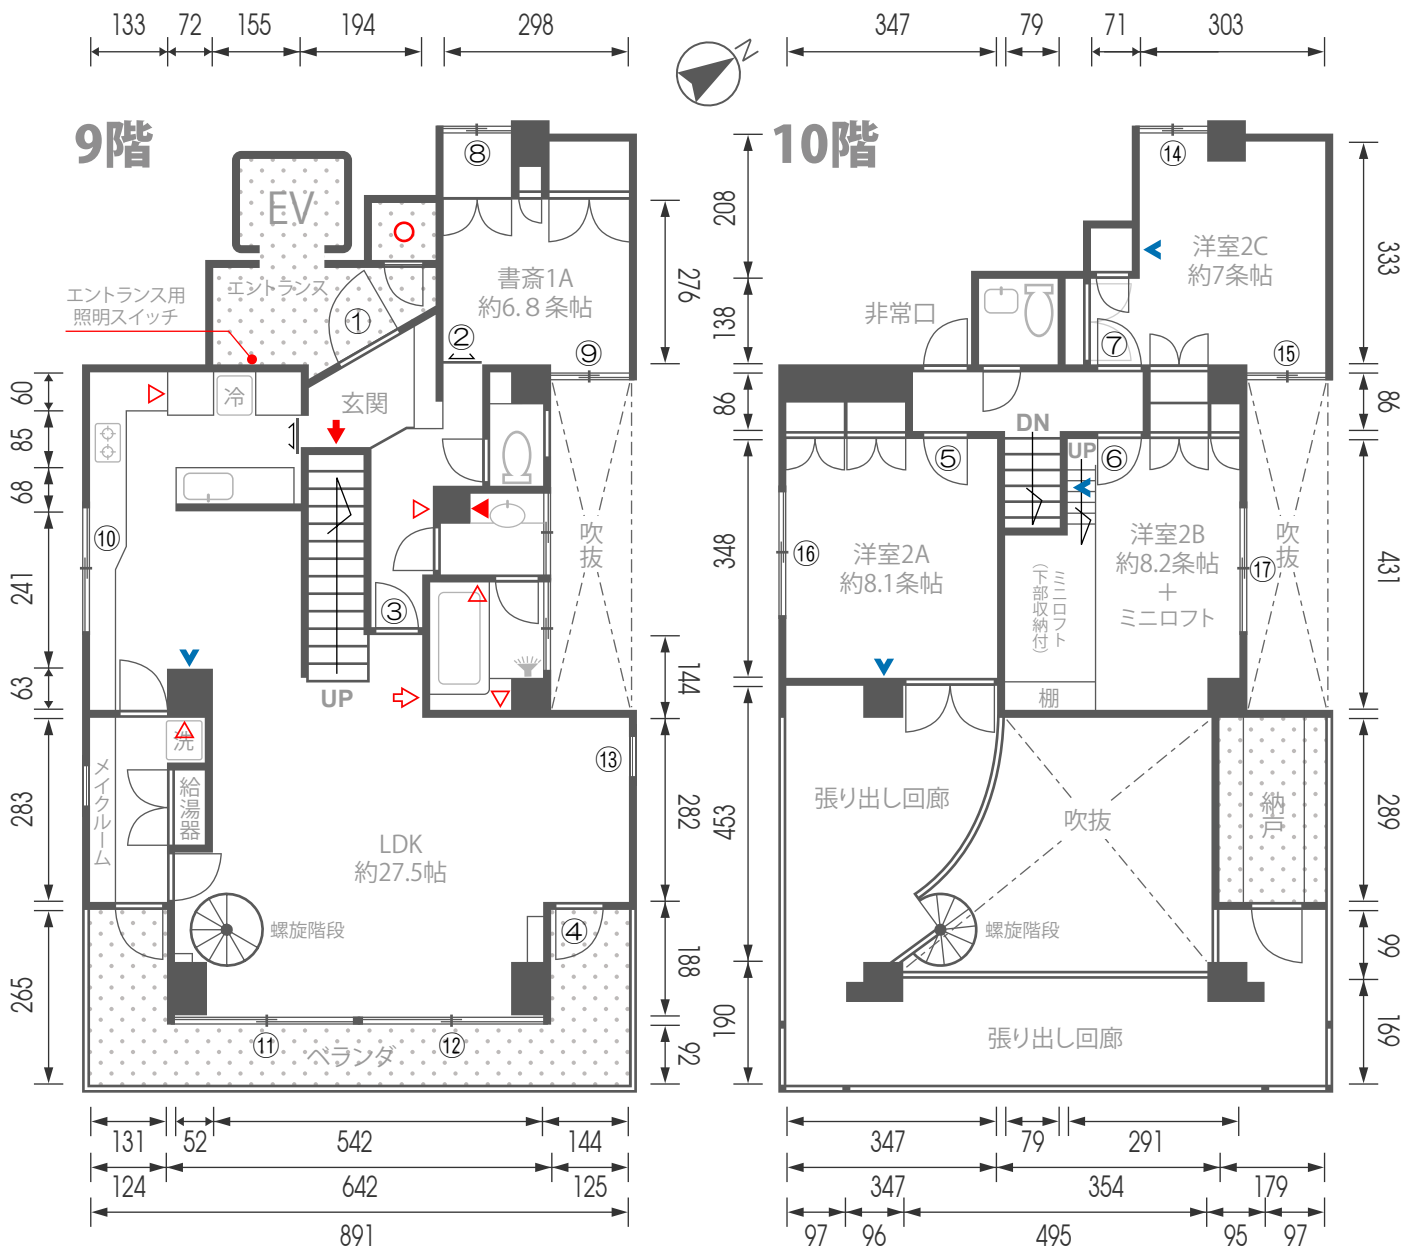 133 72 155 194 298
347 79 71 303
N
9階
10階
EV
⑧
⑭
208
333
276
書斎1A
約6.8条帖
洋室2C
約7条帖
エントランス
エントランス用
照明スイッチ
①
②
⑨
138
非常口
⑦
⑮
60
冷
玄関
86
86
85
DN
UP
68
⑤
⑥
⑩
241
吹抜
348
洋室2A
約8.1条帖
⑯
洋室2B
約8.2条帖
+
ミニロフト
⑰
吹抜
431
ミニロフト
(下部収納付)
③
63
UP
144
棚
洗
⑬
283
メイクルーム
給湯器
LDK
約27.5帖
282
453
張り出し回廊
吹抜
納戸
289
螺旋階段
④
188
螺旋階段
99
265
190
⑪
⑫
ベランダ
92
張り出し回廊
169
131 52 542 144
347 79 291
124 642 125
347 354 179
891
97 96 495 95 97